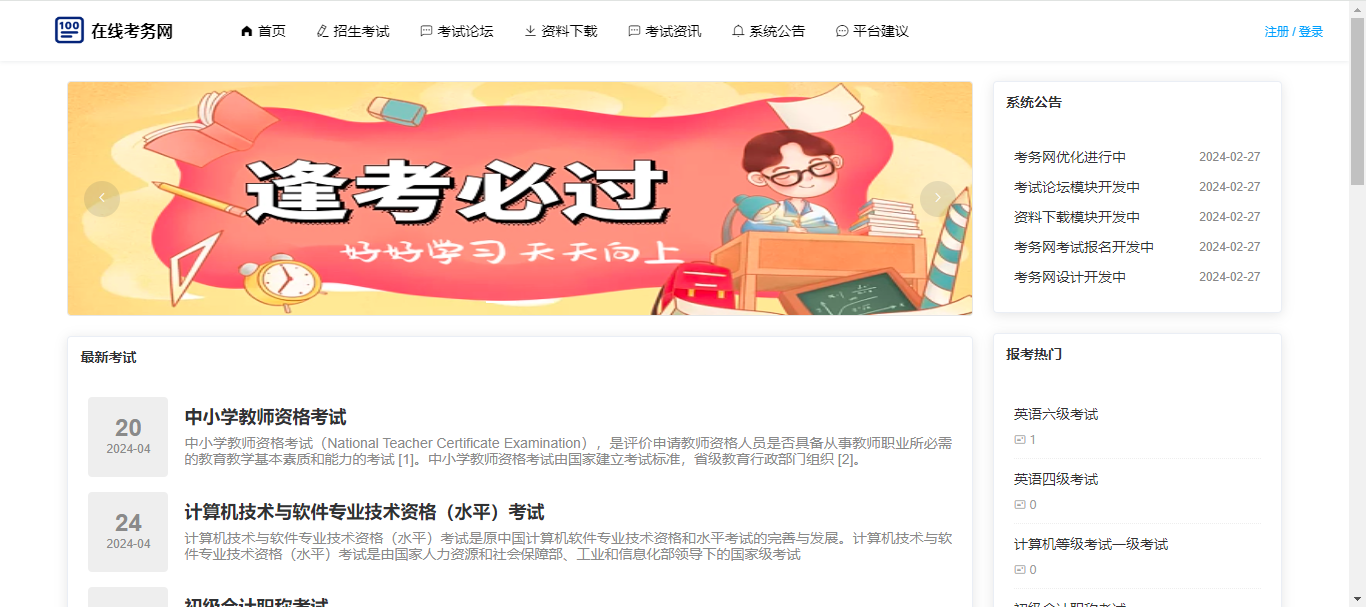 100 在线考务网
首页 招生考试 考试论坛 资料下载 考试资讯 系统公告 平台建议
注册 / 登录
逢考必过
好好学习 天天向上
系统公告
考务网优化进行中 2024-02-27
考试论坛模块开发中 2024-02-27
资料下载模块开发中 2024-02-27
考务网考试报名开发中 2024-02-27
考务网设计开发中 2024-02-27
最新考试
20
2024-04
中小学教师资格考试
中小学教师资格考试（National Teacher Certificate Examination），是评价申请教师资格人员是否具备从事教师职业所必需
的教育教学基本素质和能力的考试 [1]。中小学教师资格考试由国家建立考试标准，省级教育行政部门组织 [2]。
24
2024-04
计算机技术与软件专业技术资格（水平）考试
计算机技术与软件专业技术资格（水平）考试是原中国计算机软件专业技术资格和水平考试的完善与发展。计算机技术与软
件专业技术资格（水平）考试是由国家人力资源和社会保障部、工业和信息化部领导下的国家级考试
初级会计职称考试
报考热门
英语六级考试
1
英语四级考试
0
计算机等级考试一级考试
0
初级会计职称考试